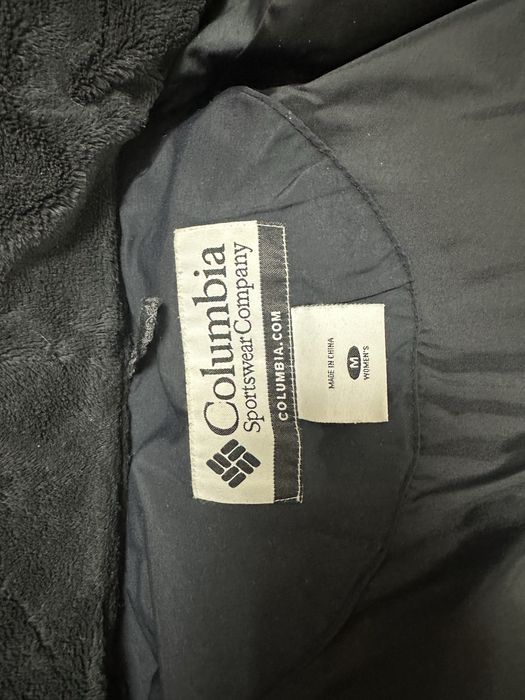 Columbia
Sportswear Company
COLUMBIA.COM
MADE IN CHINA
M
WOMEN'S